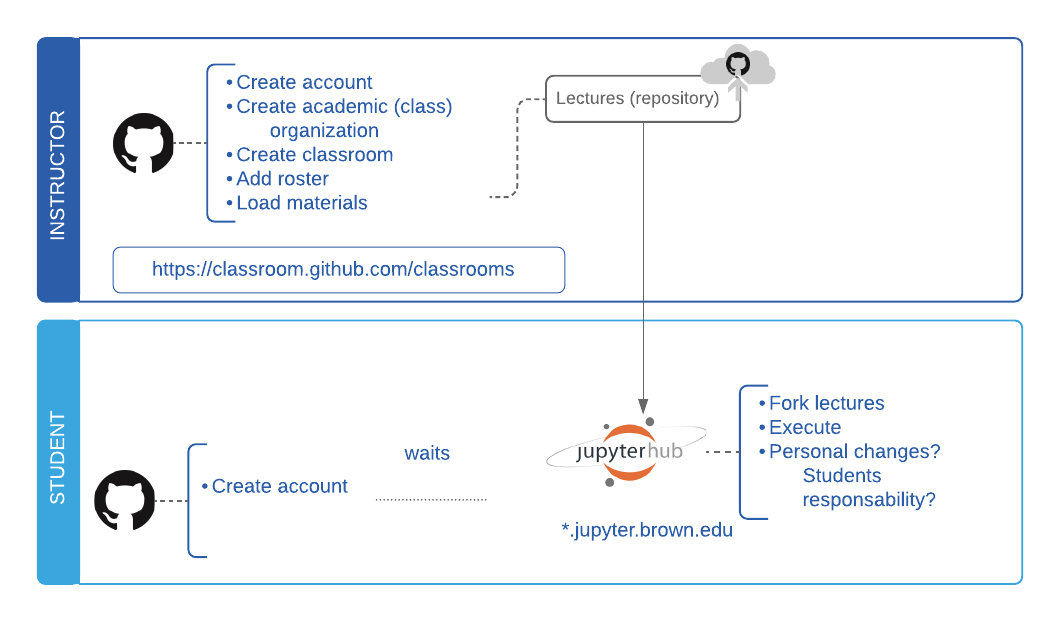 INSTRUCTOR
• Create account
• Create academic (class)
organization
• Create classroom
• Add roster
• Load materials
Lectures (repository)
https://classroom.github.com/classrooms
STUDENT
• Create account
waits
jupyterhub
*.jupyter.brown.edu
• Fork lectures
• Execute
• Personal changes?
Students
responsability?